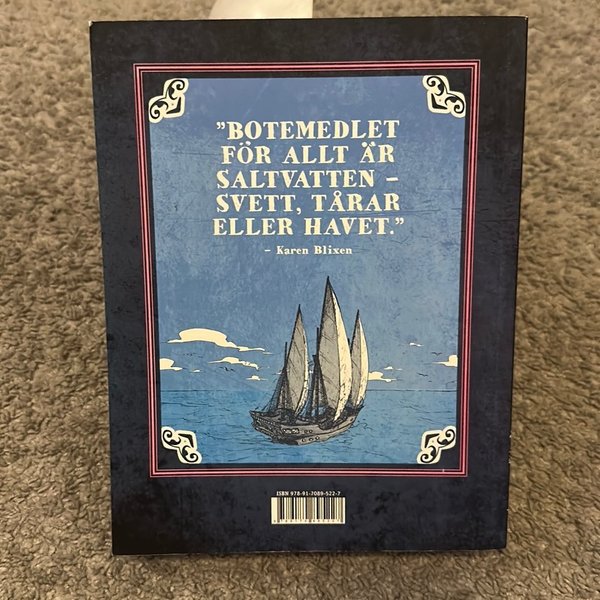 ”BOTEMEDLET
FÖR ALLT ÄR
SALTVATTEN –
SVETT, TÅRAR
ELLER HAVET.”
– Karen Blixen
ISBN 978-91-7089-522-7